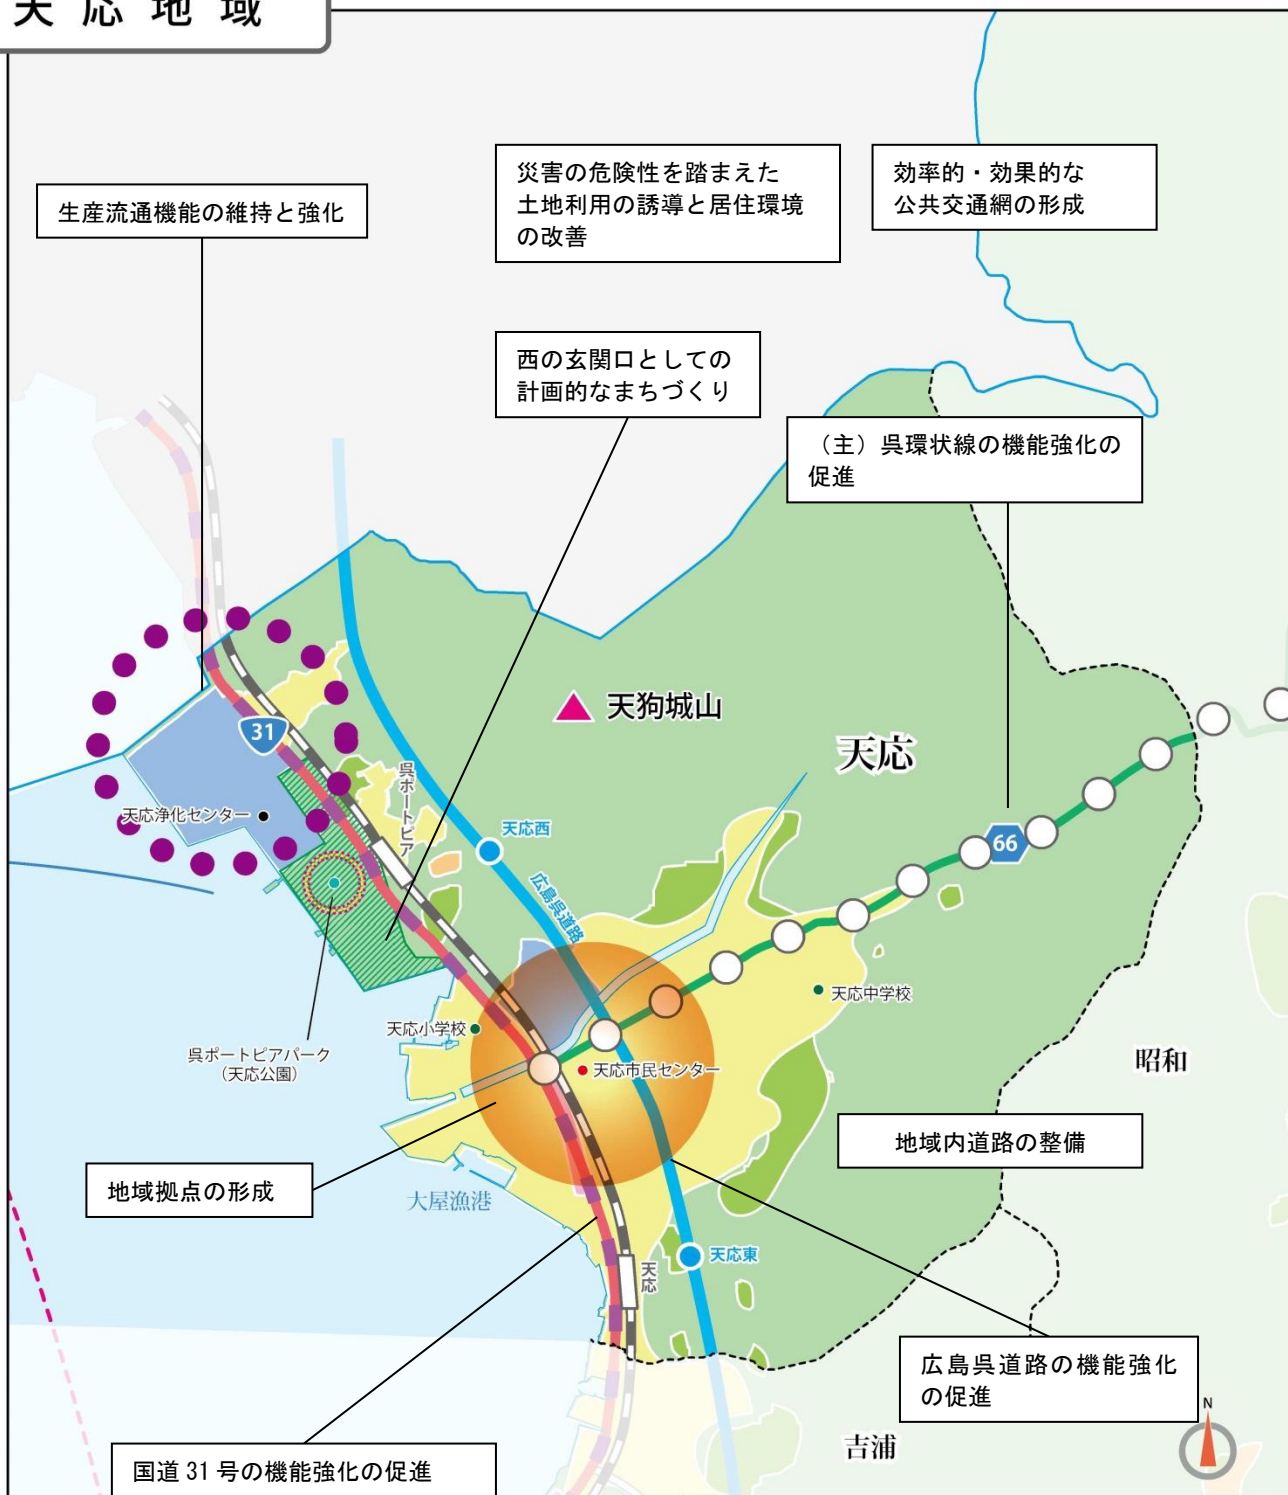 天応地域
災害の危険性を踏まえた
土地利用の誘導と居住環境
の改善
効率的・効果的な
公共交通網の形成
生産流通機能の維持と強化
西の玄関口としての
計画的なまちづくり
（主）呉環状線の機能強化の
促進
天狗城山
天応
31
呉ポートピア
天応浄化センター
天応西
66
広島呉道路
天応中学校
天応小学校
呉ポートピアパーク
（天応公園）
天応市民センター
昭和
地域内道路の整備
地域拠点の形成
大屋漁港
天応東
天応
広島呉道路の機能強化
の促進
N
吉浦
国道31号の機能強化の促進